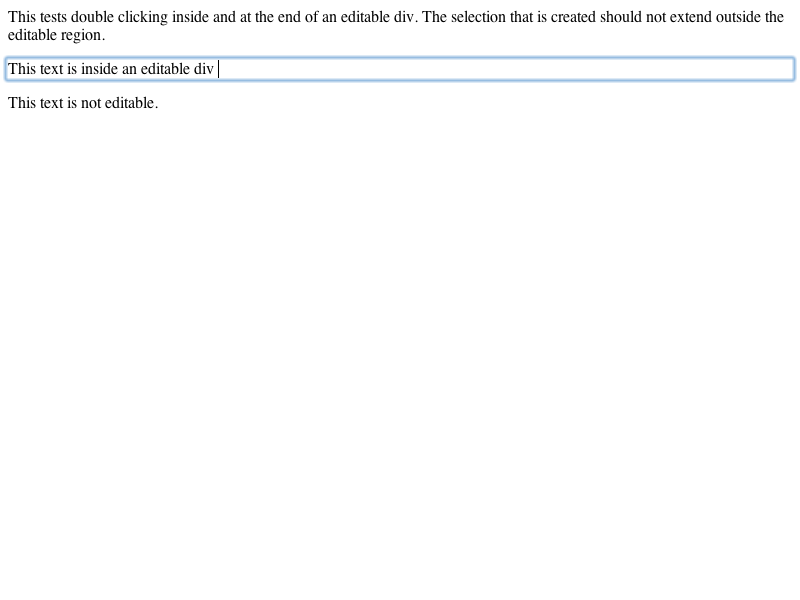 This tests double clicking inside and at the end of an editable div. The selection that is created should not extend outside the
editable region.
This text is inside an editable div
This text is not editable.